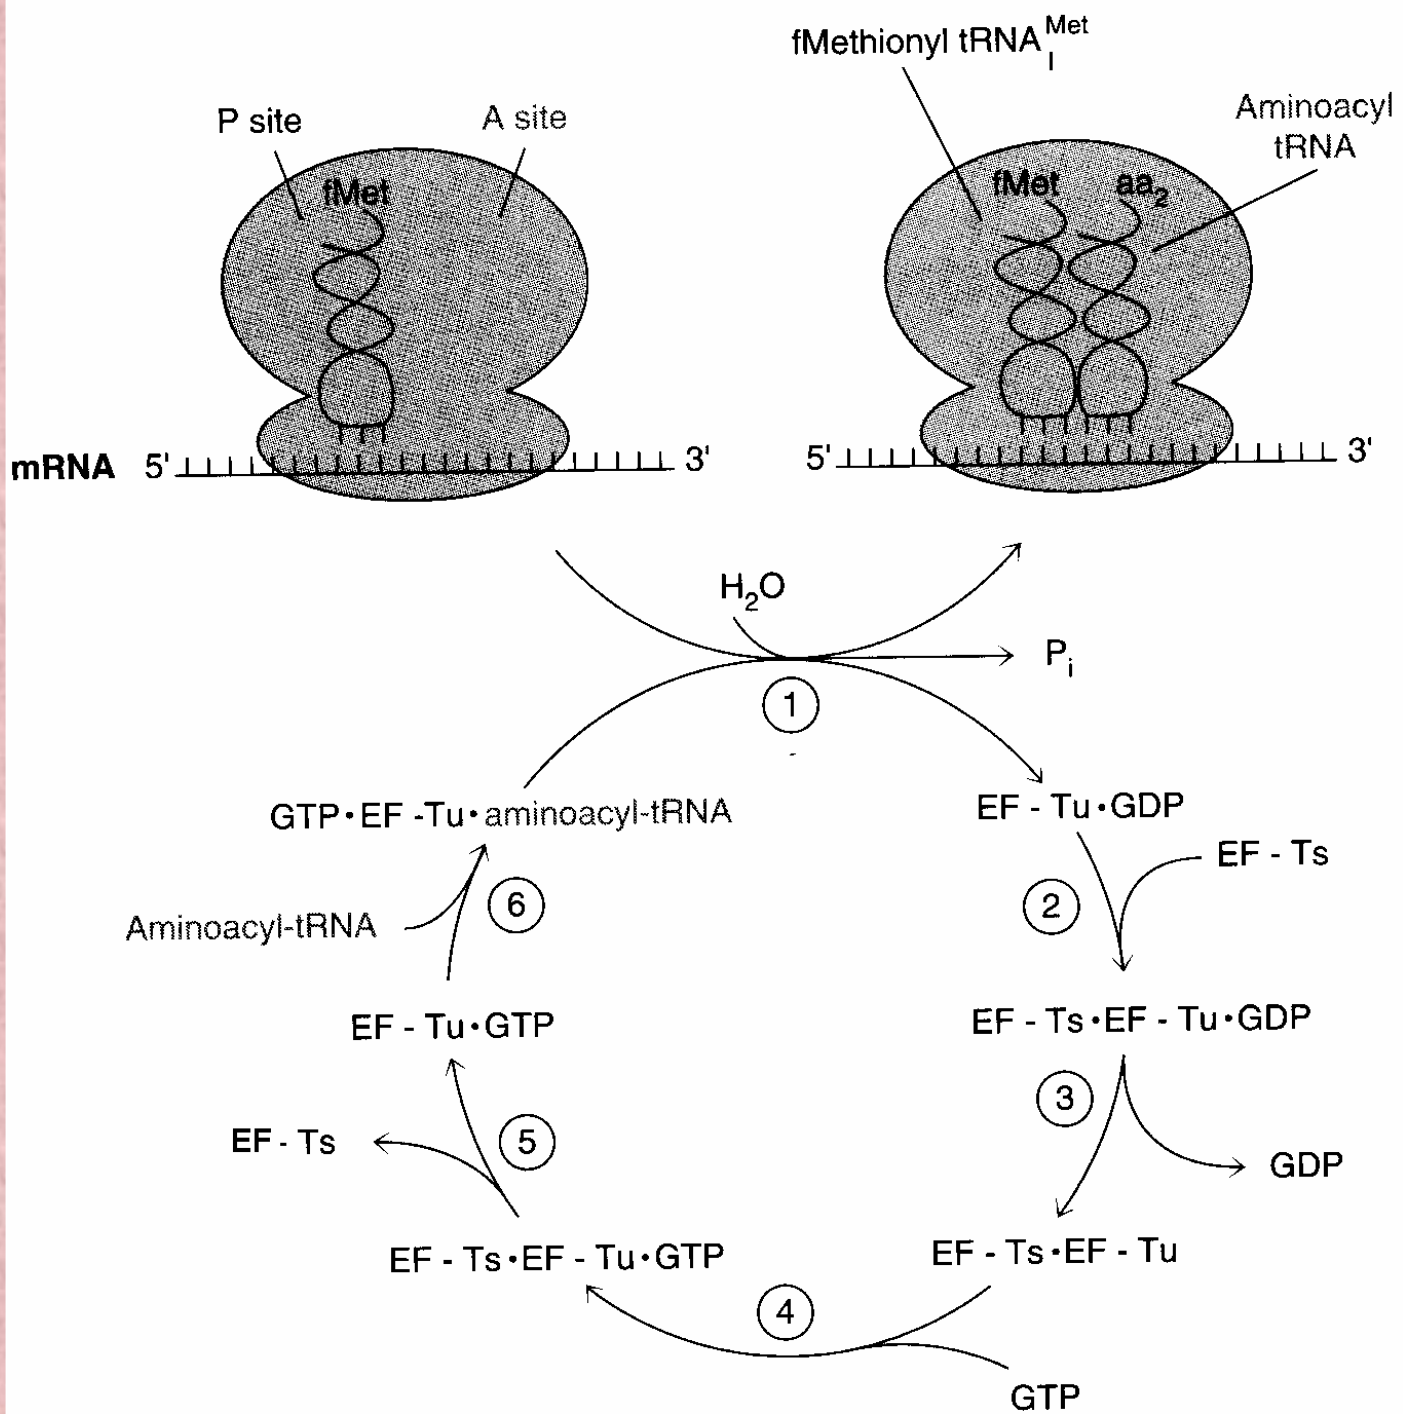 fMethionyl tRNA I Met
P site
A site
Aminoacyl
tRNA
fMet
fMet
aa2
mRNA 5'
3'
5'
3'
H2O
Pi
1
GTP·EF -Tu·aminoacyl-tRNA
EF - Tu·GDP
EF - Ts
2
6
Aminoacyl-tRNA
EF - Tu·GTP
EF - Ts·EF - Tu·GDP
3
EF - Ts
5
GDP
EF - Ts·EF - Tu·GTP
EF - Ts·EF - Tu
4
GTP